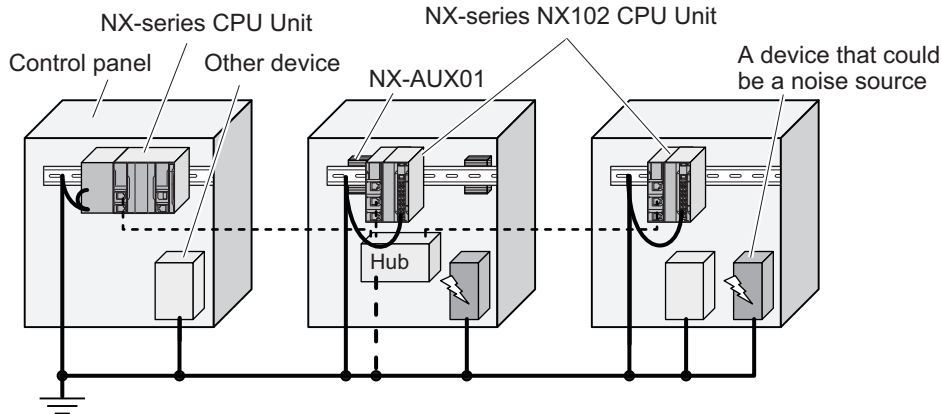 NX-series CPU Unit
NX-series NX102 CPU Unit
Control panel
Other device
NX-AUX01
A device that could
be a noise source
Hub